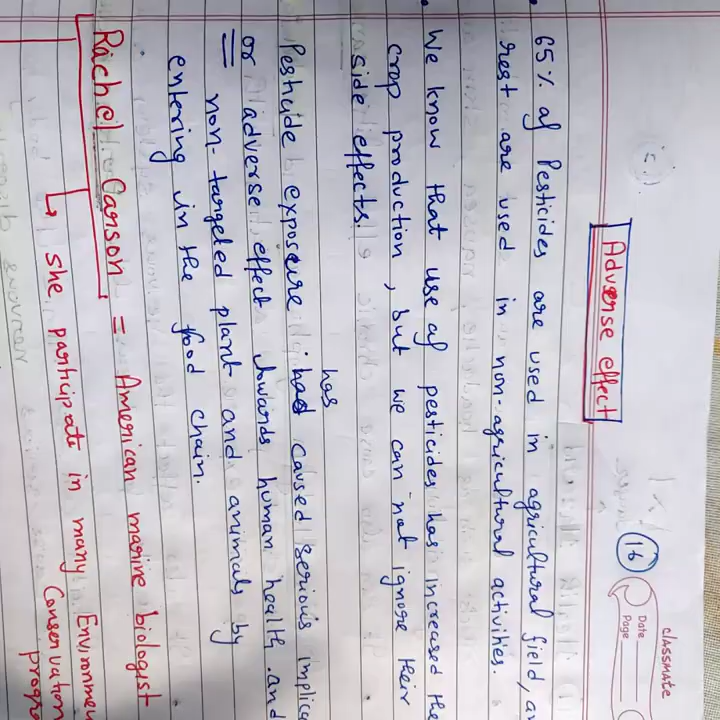 classmate
Date
Page
16
Adverse effect
65% of Pesticides are used in agricultural field, an
rest are used in non-agricultural activities.
We know that use of pesticides has increased the
crop production, but we can not ignore their
side effects.
has
Pesticide exposure had caused serious implica
or adverse effect towards human health and
non-targeted plant and animals by
entering in the food chain.
Rachel Carson = American marine biologist
↳ she participate in many Environmen
Conservation
progra